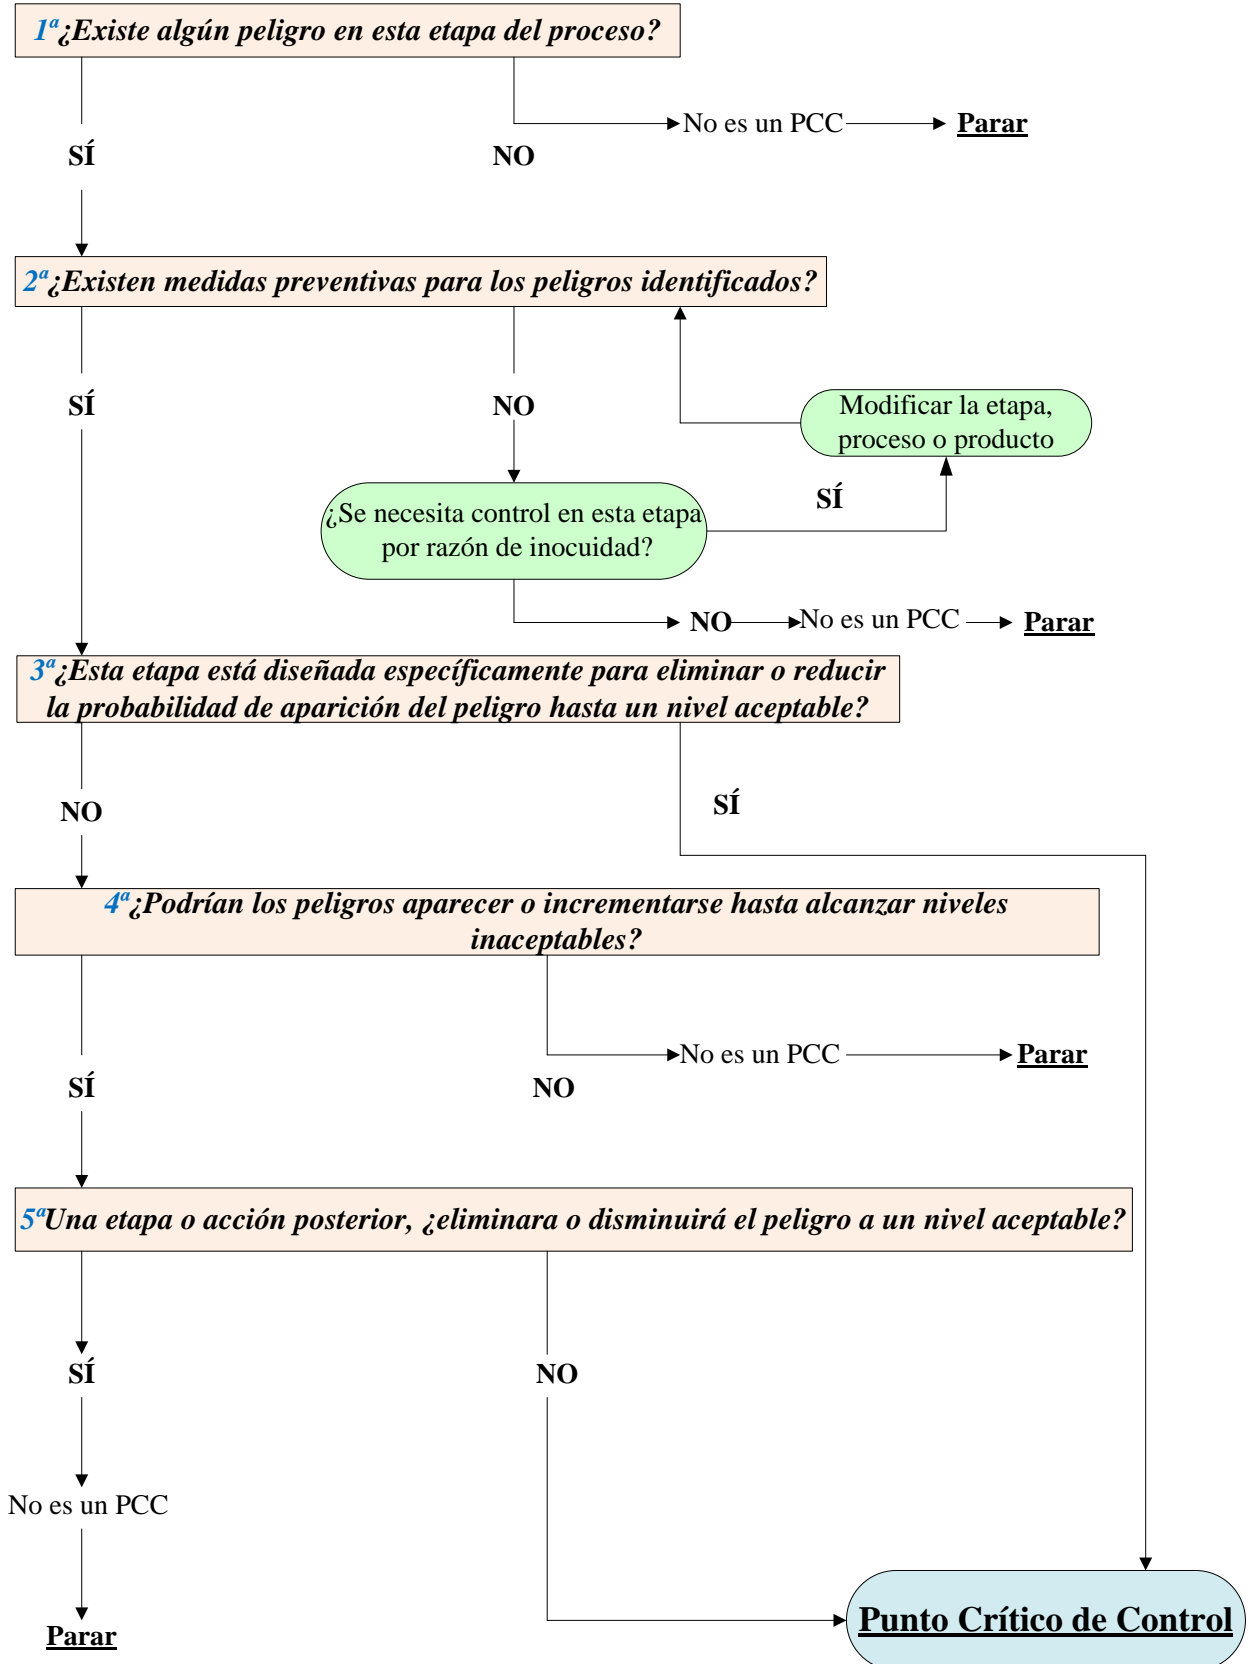 1ª¿Existe algún peligro en esta etapa del proceso?
No es un PCC
Parar
SÍ
NO
2ª¿Existen medidas preventivas para los peligros identificados?
SÍ
NO
Modificar la etapa,
proceso o producto
SÍ
¿Se necesita control en esta etapa
por razón de inocuidad?
NO
No es un PCC
Parar
3ª¿Esta etapa está diseñada específicamente para eliminar o reducir
la probabilidad de aparición del peligro hasta un nivel aceptable?
NO
SÍ
4ª¿Podrían los peligros aparecer o incrementarse hasta alcanzar niveles
inaceptables?
No es un PCC
Parar
SÍ
NO
5ªUna etapa o acción posterior, ¿eliminara o disminuirá el peligro a un nivel aceptable?
SÍ
NO
No es un PCC
Parar
Punto Crítico de Control